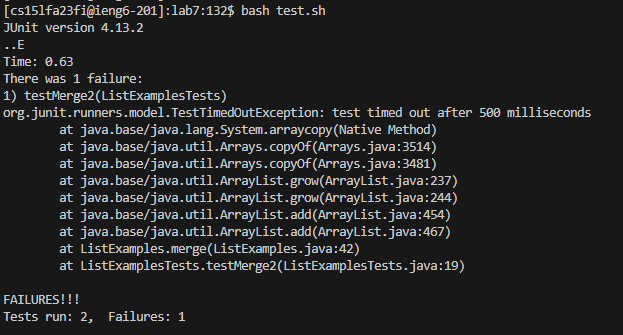 [cs15lfa23fi@ieng6-201]:lab7:132$ bash test.sh
JUnit version 4.13.2
..E
Time: 0.63
There was 1 failure:
1) testMerge2(ListExamplesTests)
org.junit.runners.model.TestTimedOutException: test timed out after 500 milliseconds
        at java.base/java.lang.System.arraycopy(Native Method)
        at java.base/java.util.Arrays.copyOf(Arrays.java:3514)
        at java.base/java.util.Arrays.copyOf(Arrays.java:3481)
        at java.base/java.util.ArrayList.grow(ArrayList.java:237)
        at java.base/java.util.ArrayList.grow(ArrayList.java:244)
        at java.base/java.util.ArrayList.add(ArrayList.java:454)
        at java.base/java.util.ArrayList.add(ArrayList.java:467)
        at ListExamples.merge(ListExamples.java:42)
        at ListExamplesTests.testMerge2(ListExamplesTests.java:19)

FAILURES!!!
Tests run: 2,  Failures: 1